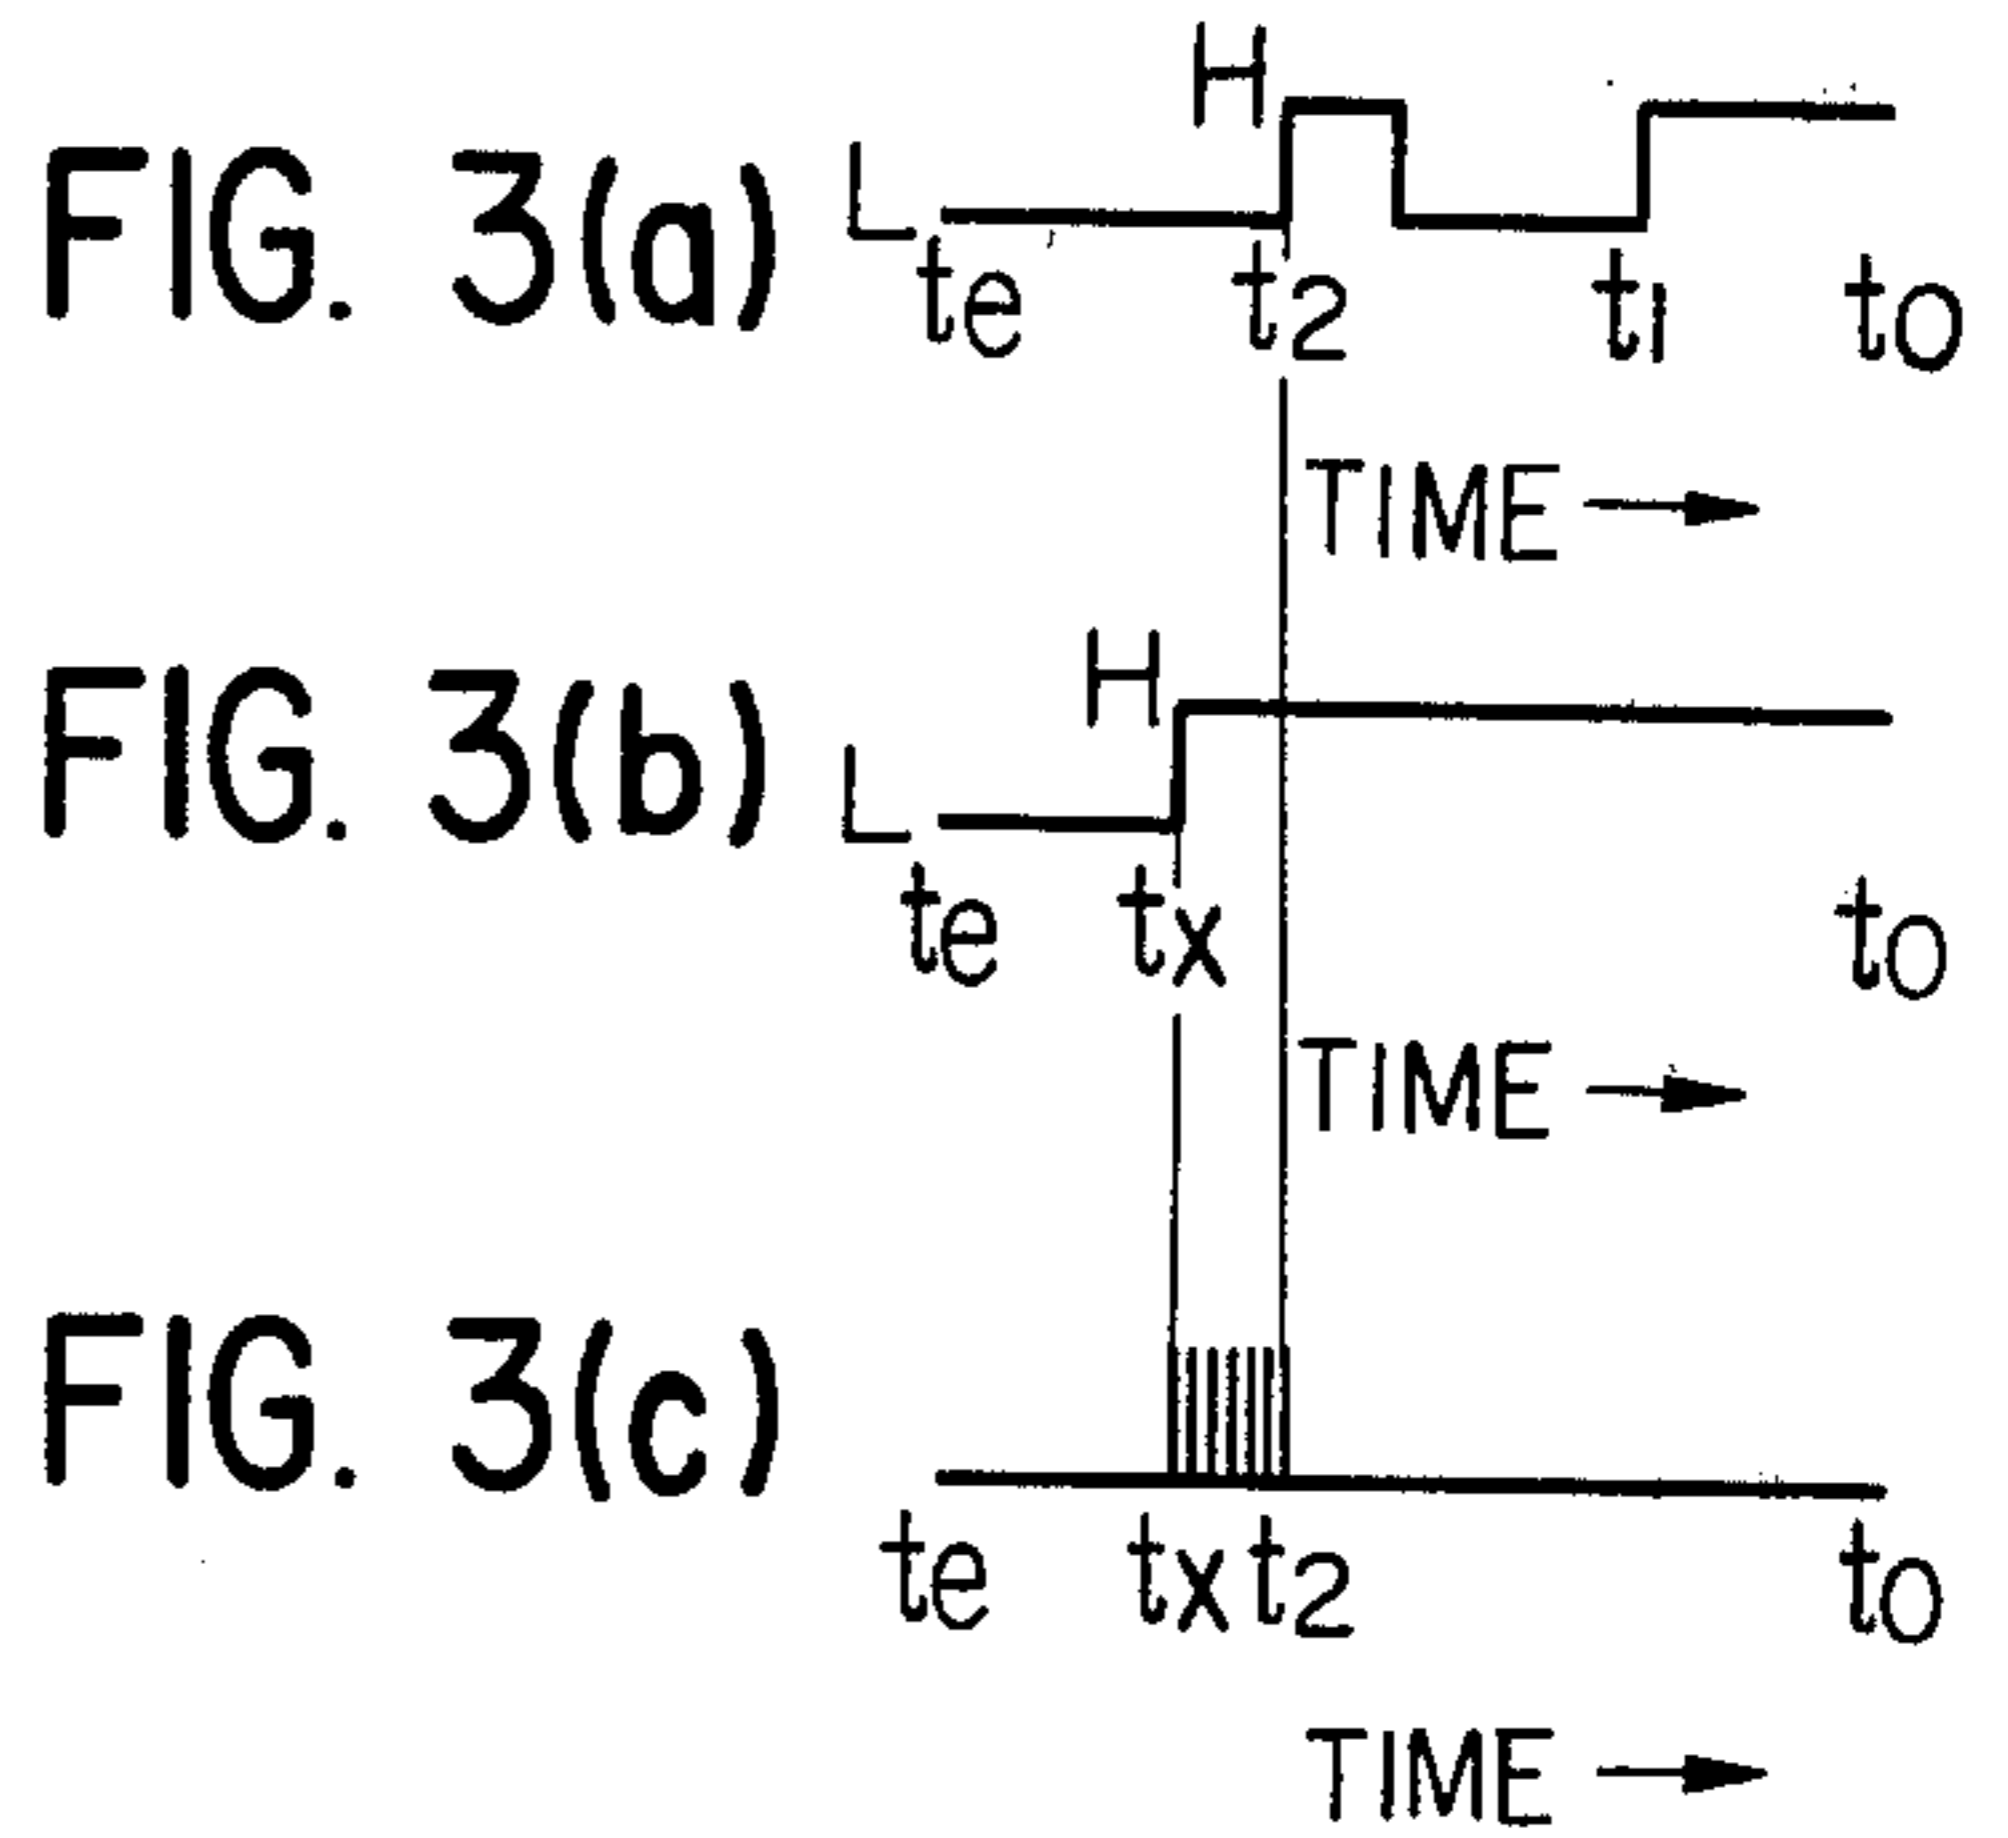 FIG. 3(a) L H
te t2 t1 to
TIME
FIG. 3(b) L H
te tx to
TIME
FIG. 3(c)
te tx t2 to
TIME